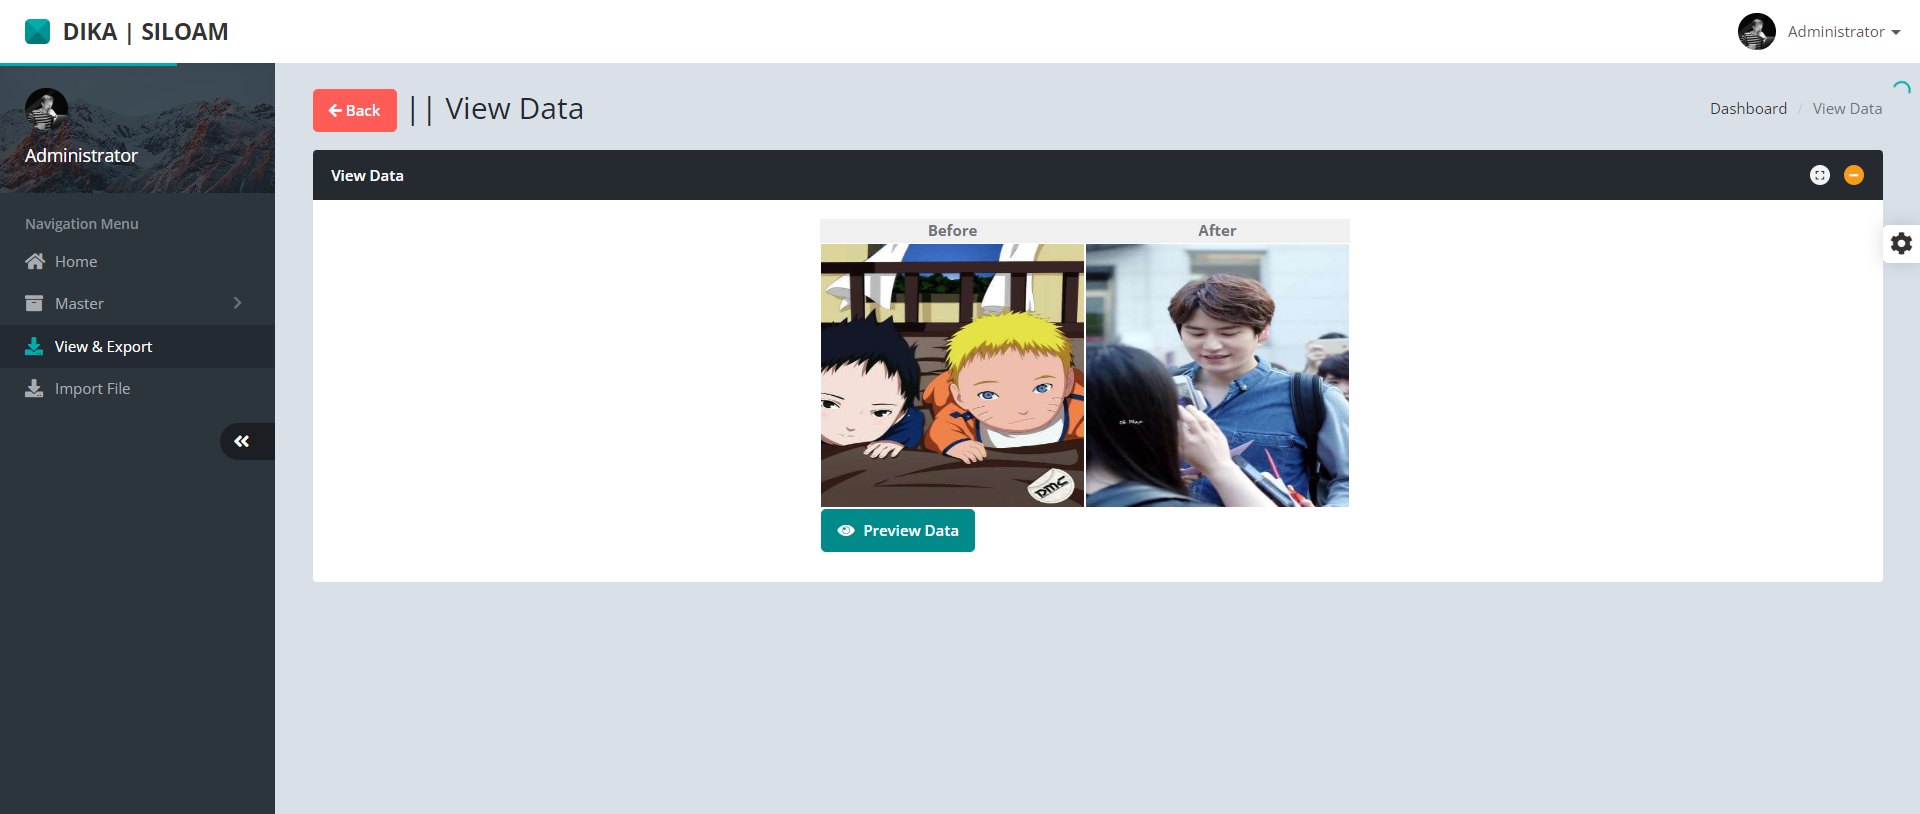 DIKA | SILOAM
Administrator
Administrator
Navigation Menu
Home
Master
View & Export
Import File
Back || View Data
Dashboard / View Data
View Data
Before After
DMC
Preview Data